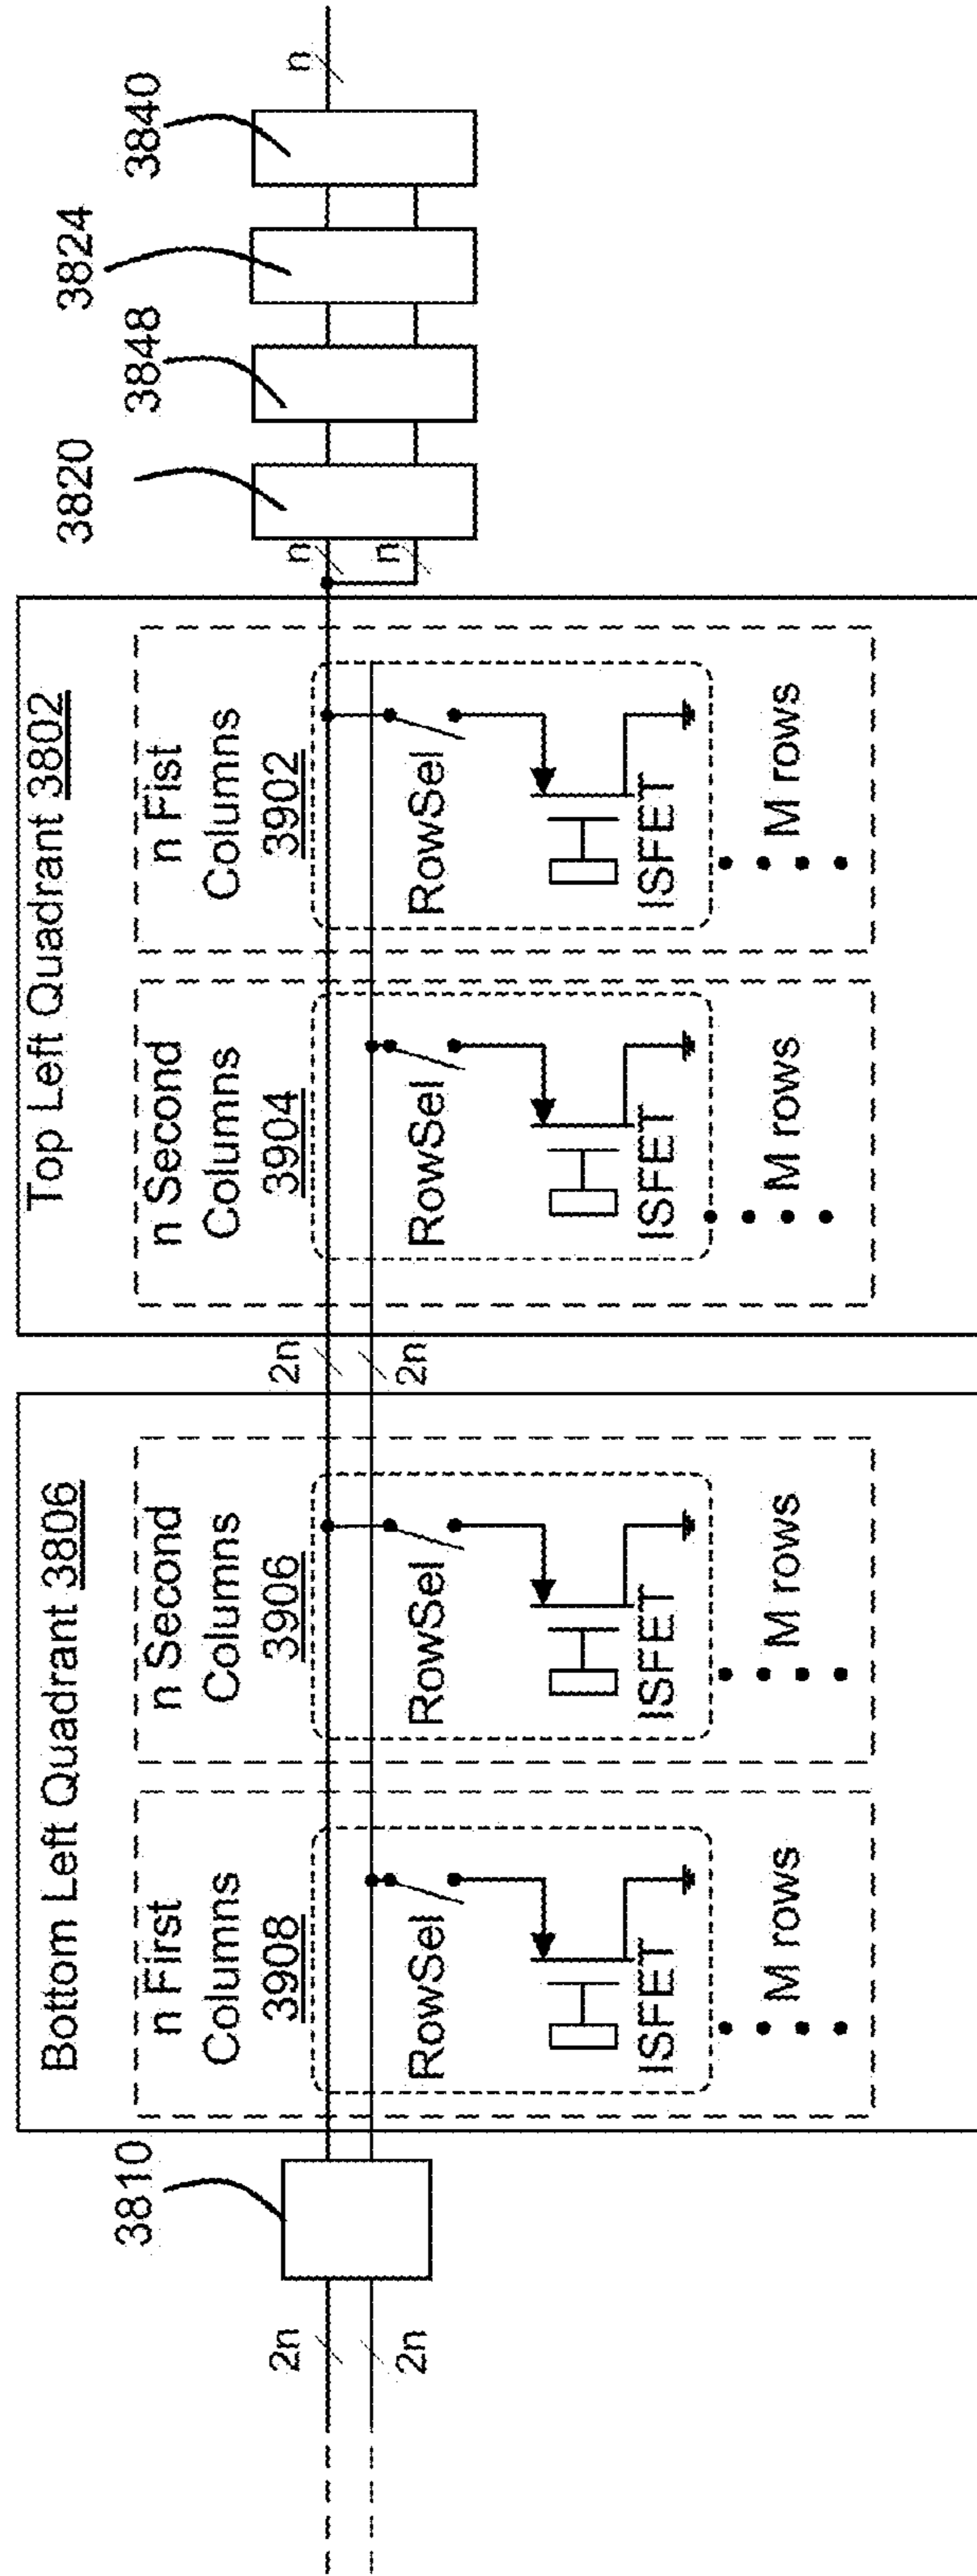 3810
2n
2n
Bottom Left Quadrant 3806
n First
Columns
3908
RowSel
ISFET
M rows
n Second
Columns
3906
RowSel
ISFET
M rows
2n
2n
Top Left Quadrant 3802
n Second
Columns
3904
RowSel
ISFET
M rows
n Fist
Columns
3902
RowSel
ISFET
M rows
n
n
3820
3848
3824
3840
n